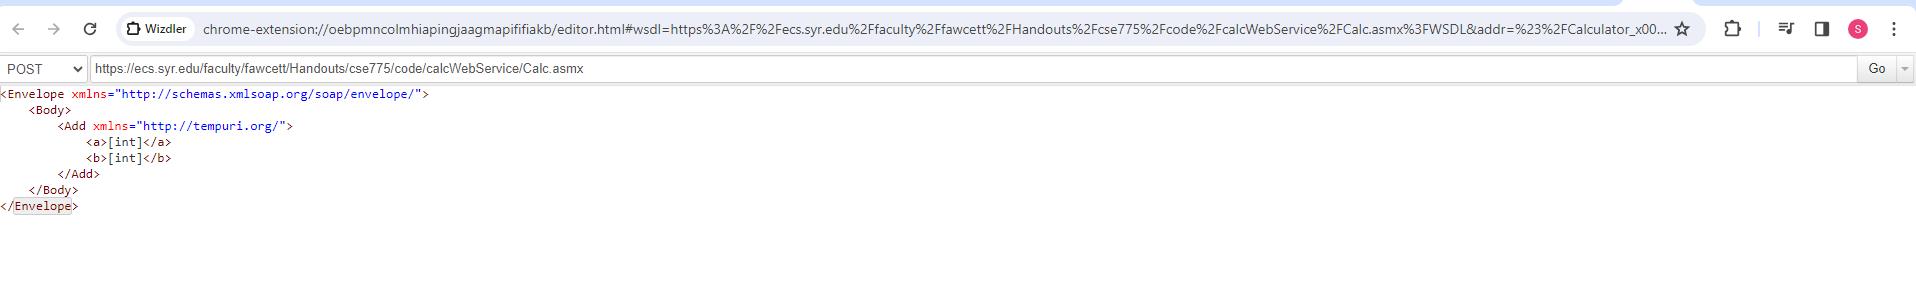 Wizdler chrome-extension://oebpmncolmhiapingjaagmapififiakb/editor.html#wsdl=https%3A%2F%2Fecs.syr.edu%2Ffaculty%2Ffawcett%2FHandouts%2Fcse775%2Fcode%2FcalcWebService%2FCalc.asmx%3FWSDL&addr=%23%2FCalculator_x00... S
POST https://ecs.syr.edu/faculty/fawcett/Handouts/cse775/code/calcWebService/Calc.asmx Go
<Envelope xmlns="http://schemas.xmlsoap.org/soap/envelope/">
    <Body>
        <Add xmlns="http://tempuri.org/">
            <a>[int]</a>
            <b>[int]</b>
        </Add>
    </Body>
</Envelope>